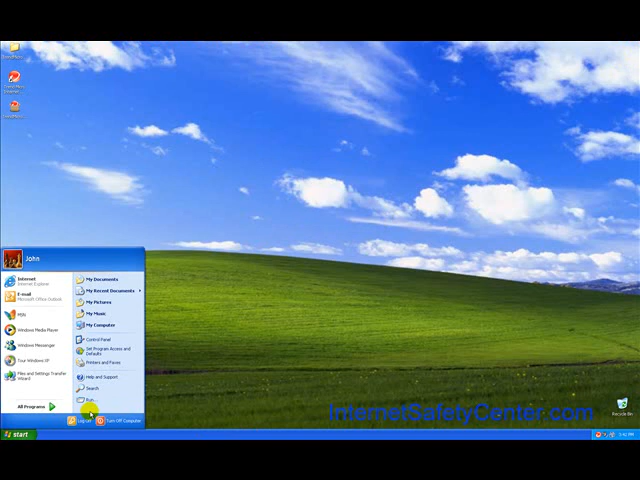 John
Internet
Internet Explorer
E-mail
Microsoft Office Outlook
MSN
Windows Media Player
Windows Messenger
Tour Windows XP
Files and Settings Transfer
Wizard
All Programs
My Documents
My Recent Documents
My Pictures
My Music
My Computer
Control Panel
Set Program Access and
Defaults
Printers and Faxes
Help and Support
Search
Run...
Log Off
Turn Off Computer
start
InternetSafetyCenter.com
Recycle Bin